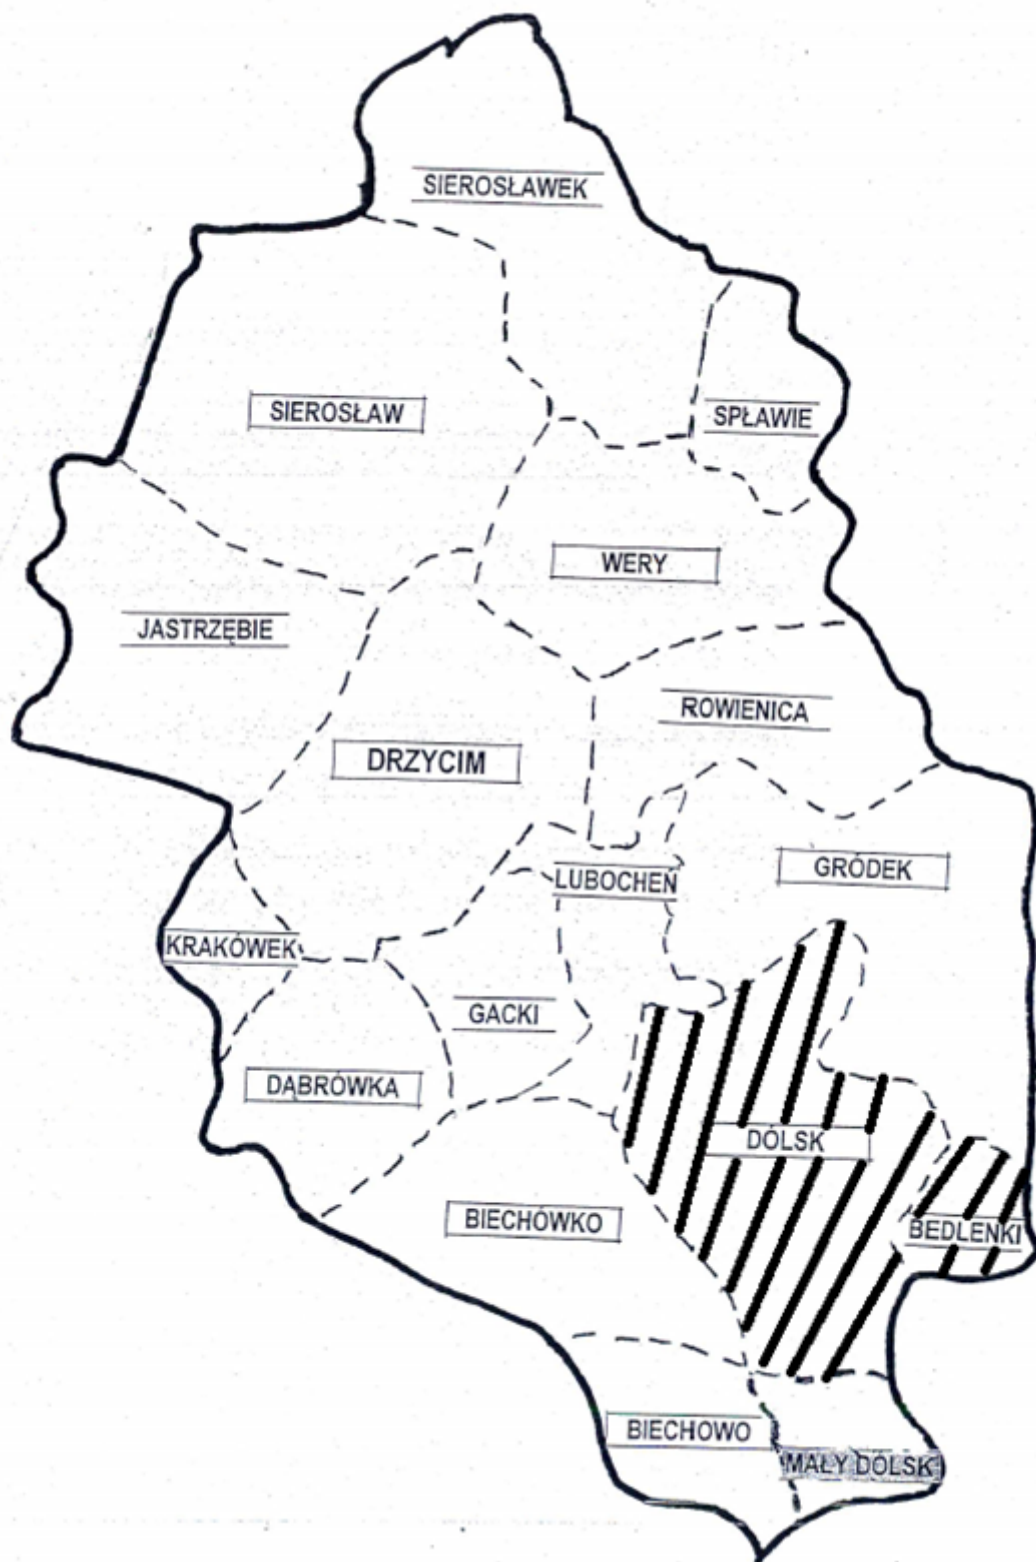 SIEROSŁAWEK
SIEROSŁAW
SPŁAWIE
WERY
JASTRZĘBIE
ROWIENICA
DRZYCIM
GRÓDEK
LUBOCHEŃ
KRAKÓWEK
GACKI
DĄBRÓWKA
DÓLSK
BIECHÓWKO
BEDLENKI
BIECHOWO
MAŁY DÓLSK